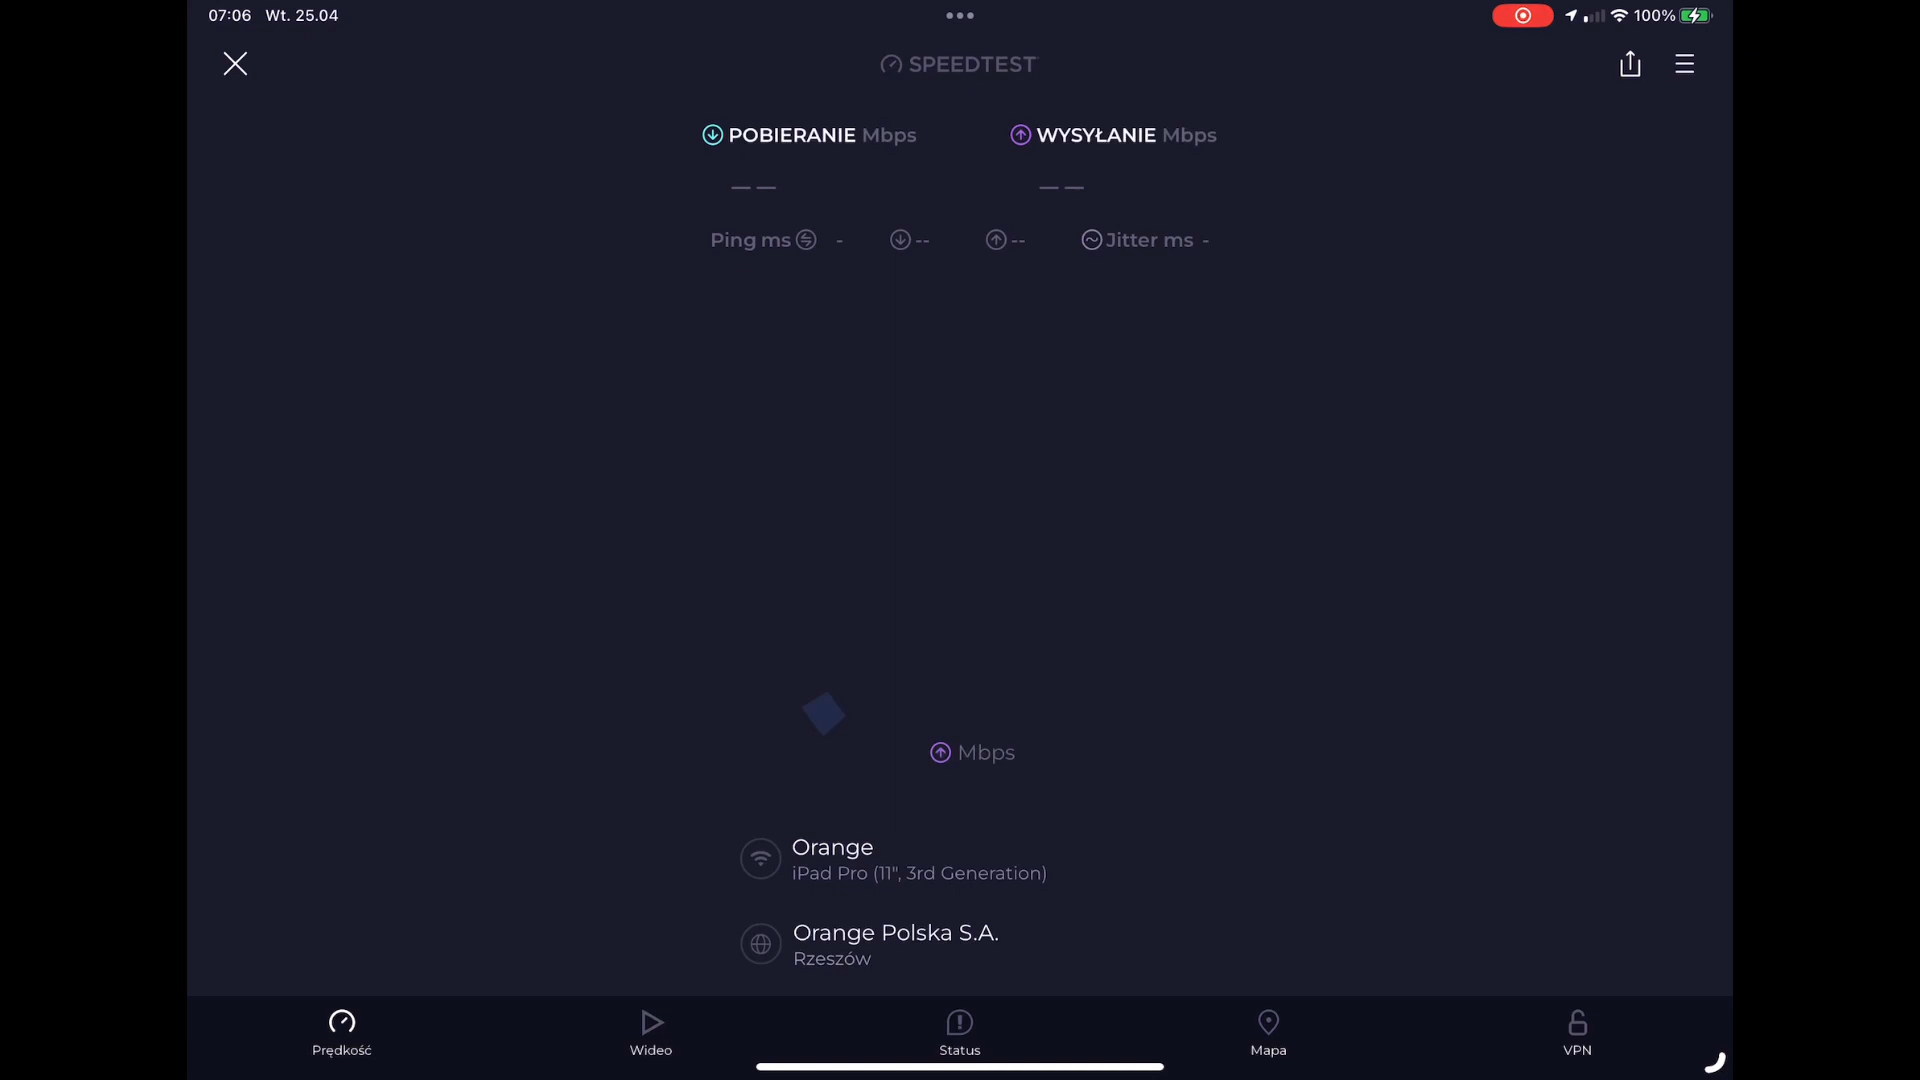 07:06 Wt. 25.04
100%
SPEEDTEST
POBIERANIE Mbps
WYSYŁANIE Mbps
— —
— —
Ping ms - -- -- Jitter ms -
Mbps
Orange
iPad Pro (11", 3rd Generation)
Orange Polska S.A.
Rzeszów
Prędkość
Wideo
Status
Mapa
VPN